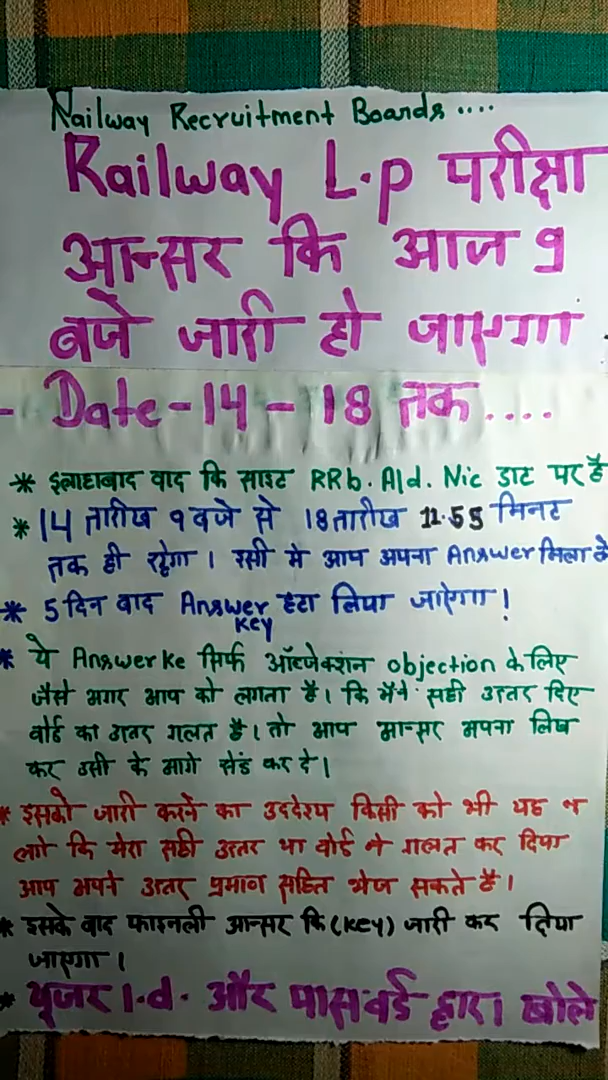 Railway Recruitment Boards ....
Railway L.p परीक्षा
आन्सर कि आज 9
बजे जारी हो जाएगा
- Date-14 - 18 तक ....
* इलाहाबाद वाद कि साइट RRb. Ald. Nic डाट पर है
* 14 तारीख 9 वजे से 18 तारीख 11.55 मिनट
तक ही रहेगा । इसी मे आप अपना Answer मिला ले
* 5 दिन वाद Answer key हटा लिया जाऐगा !
* ये Answer ke सिर्फ ऑब्जेक्शन objection के लिए
जैसे अगर आप को लगता है । कि मैंने सही उत्तर दिए
वोर्ड का उत्तर गलत है । तो आप आन्सर अपना लिख
कर उसी के आगे सेंड कर दे ।
* इसको जारी करने का उददेश्य किसी को भी यह न
लगे कि मेरा सही उत्तर था वोर्ड ने गलत कर दिया
आप अपने उत्तर प्रमाण सहित भेज सकते है ।
* इसके वाद फाइनली आन्सर कि (key) जारी कर दिया
जाएगा ।
* यूजर I.d. और पासवर्ड द्वारा खोले